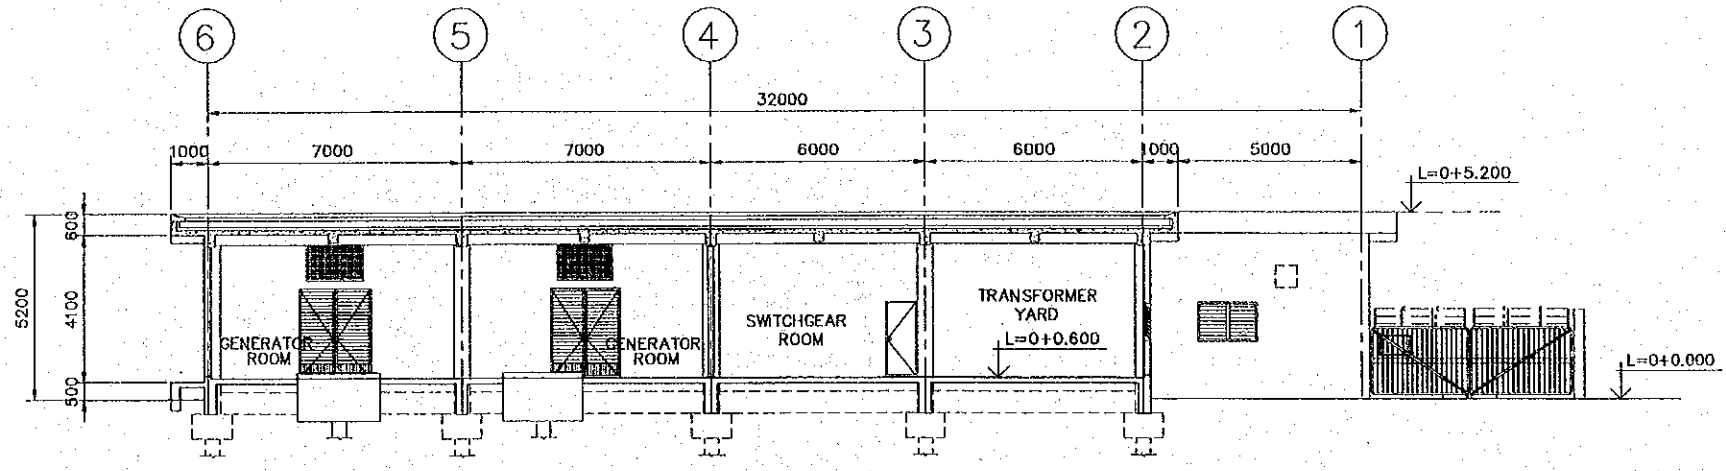 6 5 4 3 2 1
32000
1000 7000 7000 6000 6000 1000 5000
L=0+5.200
600
5200
4100
500
GENERATOR
ROOM
GENERATOR
ROOM
SWITCHGEAR
ROOM
TRANSFORMER
YARD
L=0+0.600
L=0+0.000